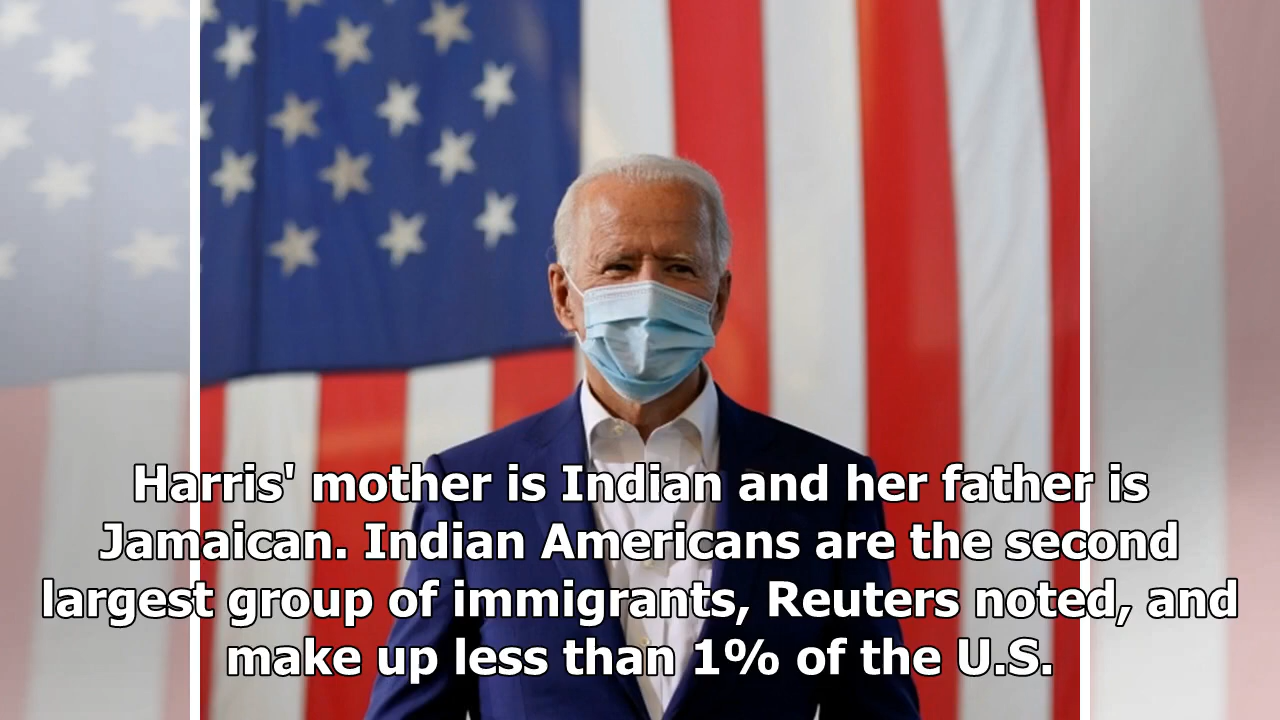 Harris' mother is Indian and her father is
Jamaican. Indian Americans are the second
largest group of immigrants, Reuters noted, and
make up less than 1% of the U.S.